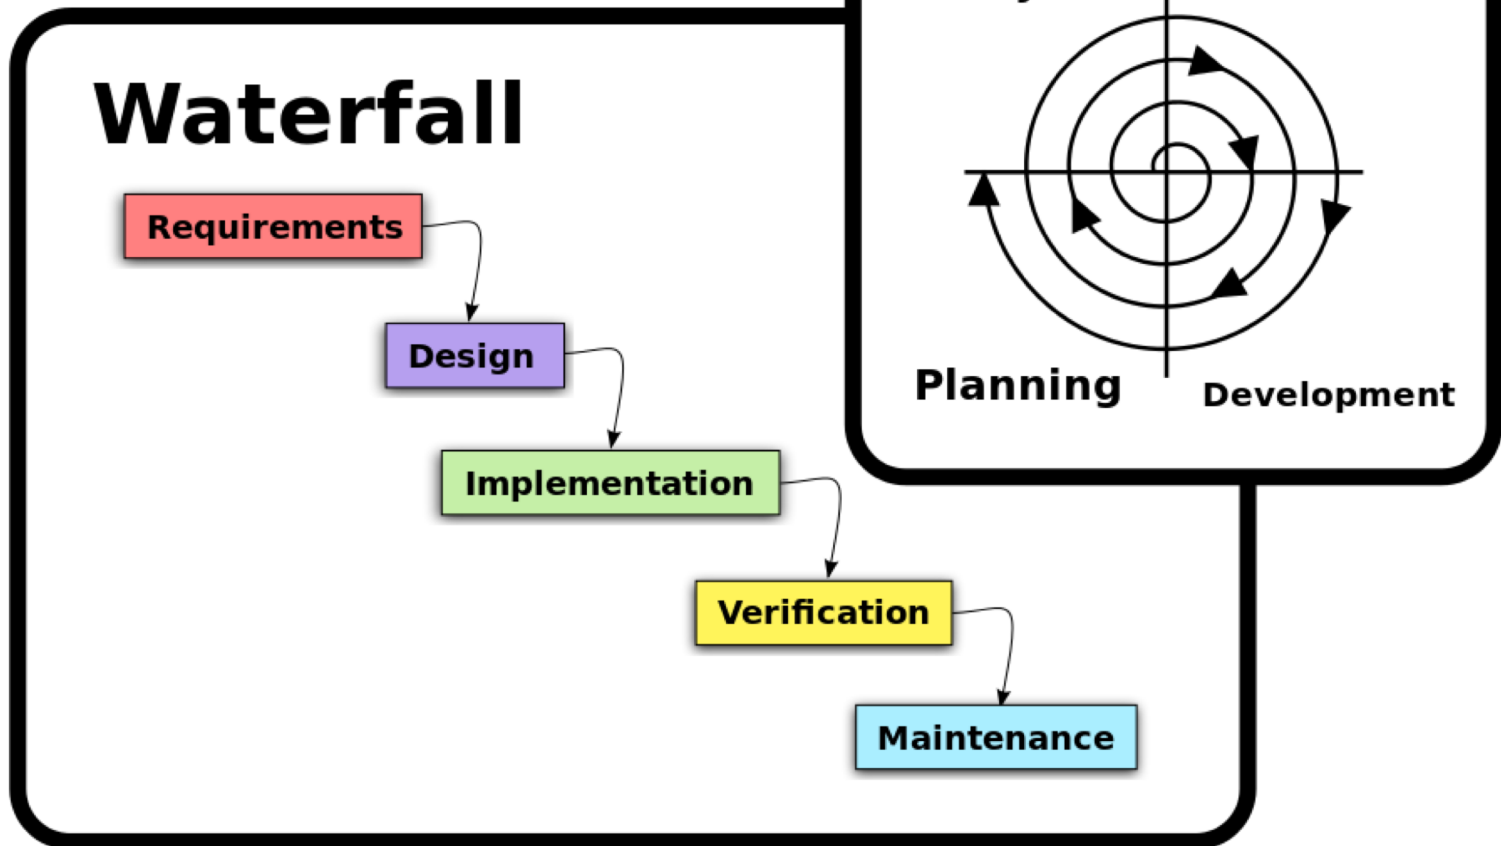 Waterfall
Requirements
Design
Implementation
Verification
Maintenance
Planning
Development